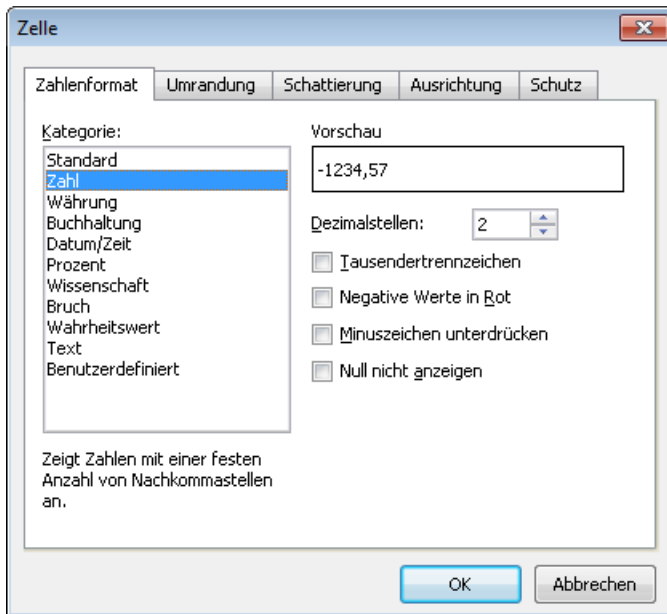 Zelle
Zahlenformat Umrandung Schattierung Ausrichtung Schutz
Kategorie:
Standard
Zahl
Währung
Buchhaltung
Datum/Zeit
Prozent
Wissenschaft
Bruch
Wahrheitswert
Text
Benutzerdefiniert
Zeigt Zahlen mit einer festen
Anzahl von Nachkommastellen
an.
Vorschau
-1234,57
Dezimalstellen: 2
Tausendertrennzeichen
Negative Werte in Rot
Minuszeichen unterdrücken
Null nicht anzeigen
OK Abbrechen